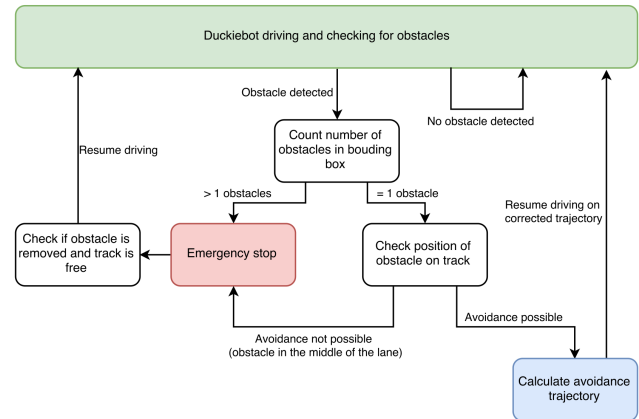 Duckiebot driving and checking for obstacles
Obstacle detected
No obstacle detected
Count number of
obstacles in bouding
box
Resume driving
> 1 obstacles
= 1 obstacle
Resume driving on
corrected trajectory
Check if obstacle is
removed and track is
free
Emergency stop
Check position of
obstacle on track
Avoidance possible
Avoidance not possible
(obstacle in the middle of the lane)
Calculate avoidance
trajectory